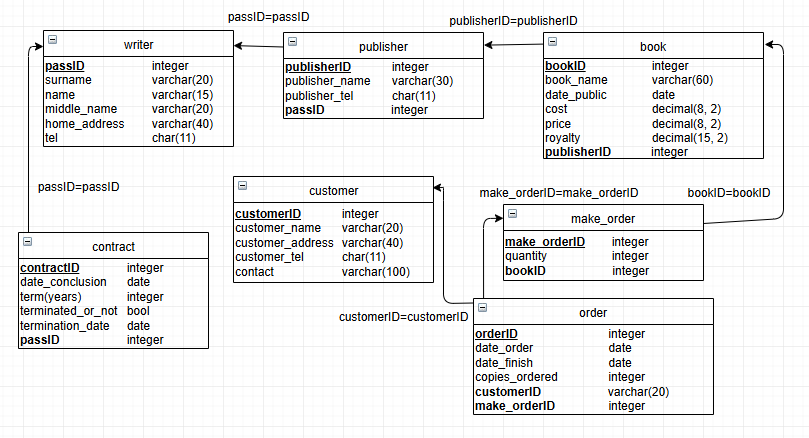 passID=passID
publisherID=publisherID
writer
passID integer
surname varchar(20)
name varchar(15)
middle_name varchar(20)
home_address varchar(40)
tel char(11)
publisher
publisherID integer
publisher_name varchar(30)
publisher_tel char(11)
passID integer
book
bookID integer
book_name varchar(60)
date_public date
cost decimal(8, 2)
price decimal(8, 2)
royalty decimal(15, 2)
publisherID integer
passID=passID
customer
customerID integer
customer_name varchar(20)
customer_address varchar(40)
customer_tel char(11)
contact varchar(100)
make_orderID=make_orderID
bookID=bookID
make_order
make_orderID integer
quantity integer
bookID integer
contract
contractID integer
date_conclusion date
term(years) integer
terminated_or_not bool
termination_date date
passID integer
customerID=customerID
order
orderID integer
date_order date
date_finish date
copies_ordered integer
customerID varchar(20)
make_orderID integer